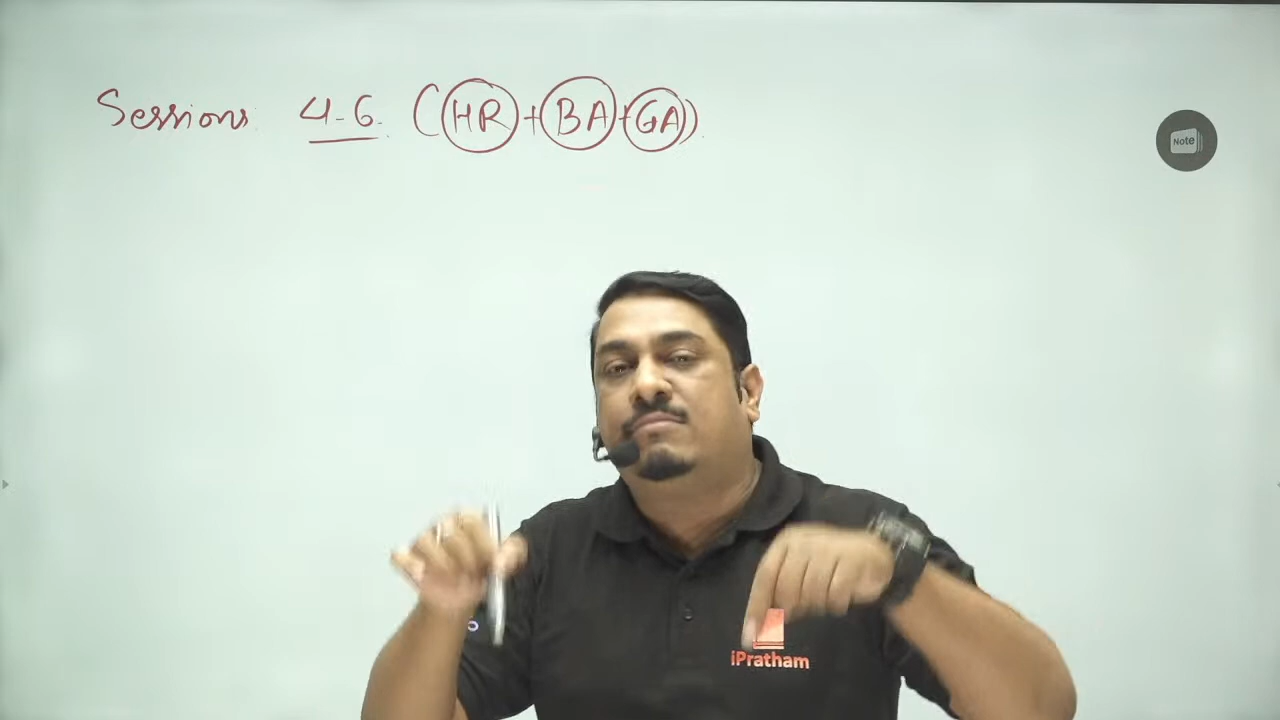 Sessions 4-6. (HR + BA + GA)
Note
iPratham